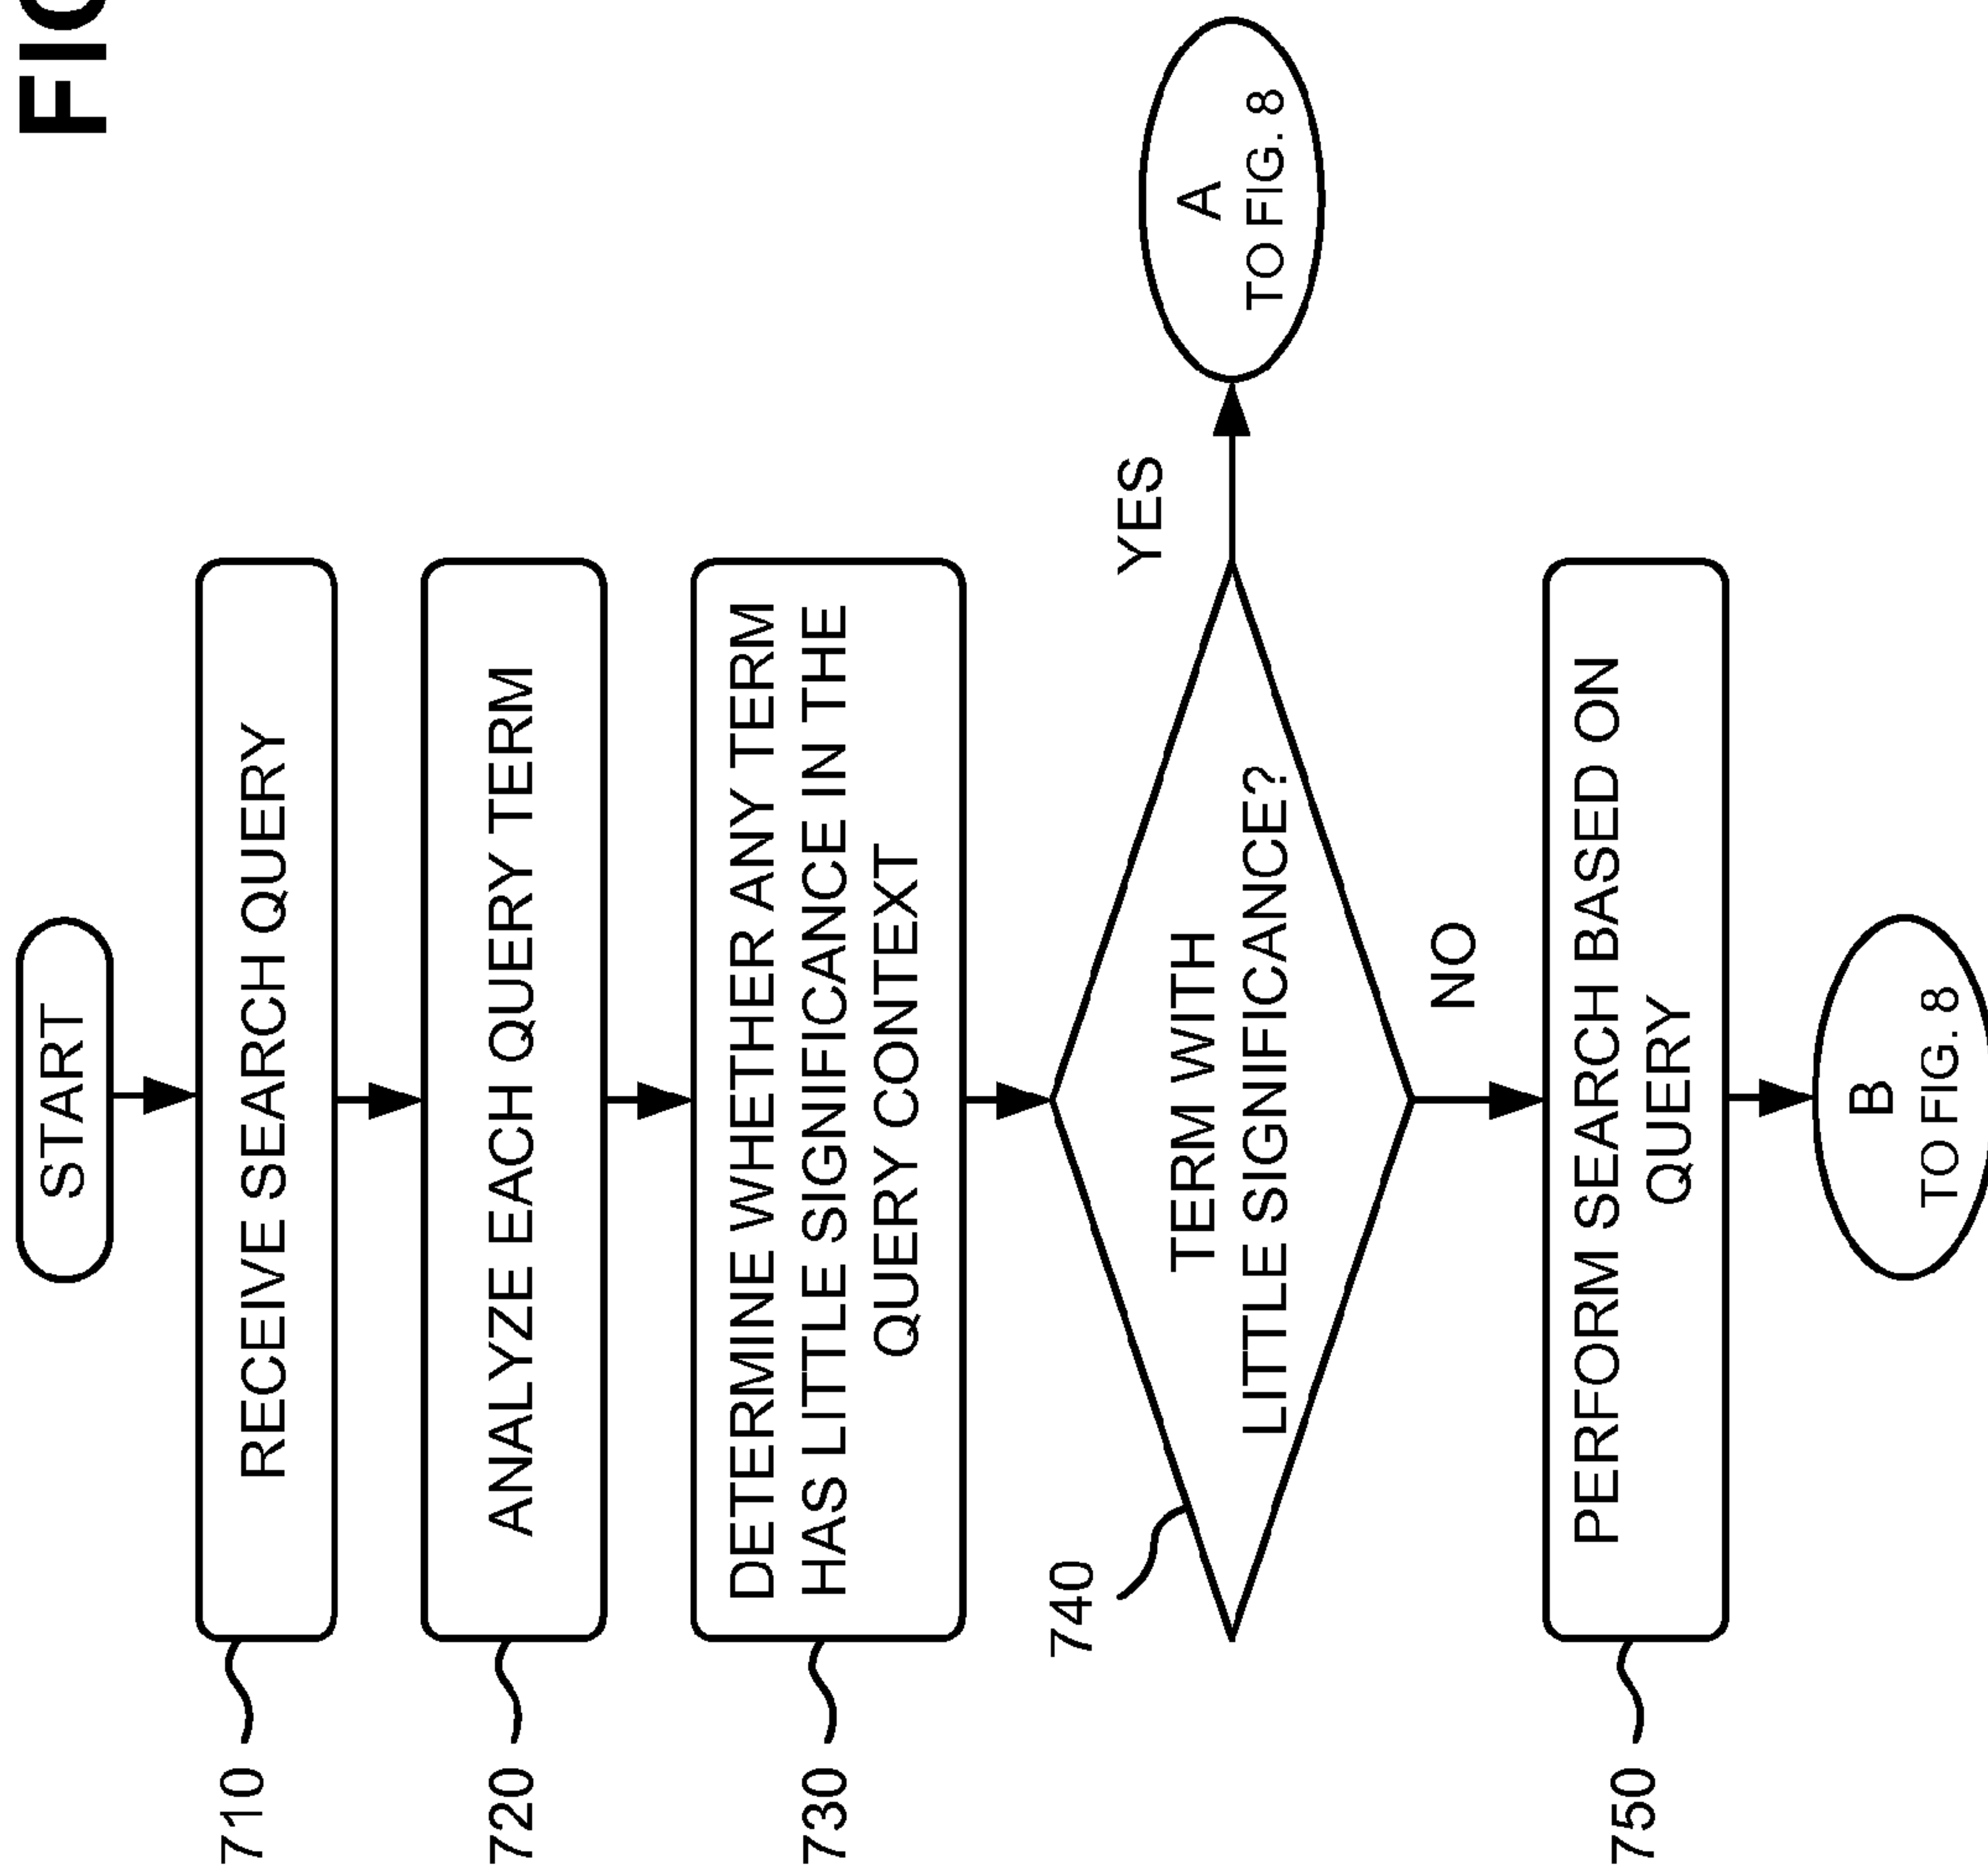 START
710
RECEIVE SEARCH QUERY
720
ANALYZE EACH QUERY TERM
730
DETERMINE WHETHER ANY TERM
HAS LITTLE SIGNIFICANCE IN THE
QUERY CONTEXT
740
TERM WITH
LITTLE SIGNIFICANCE?
YES
A
TO FIG. 8
NO
750
PERFORM SEARCH BASED ON
QUERY
B
TO FIG. 8